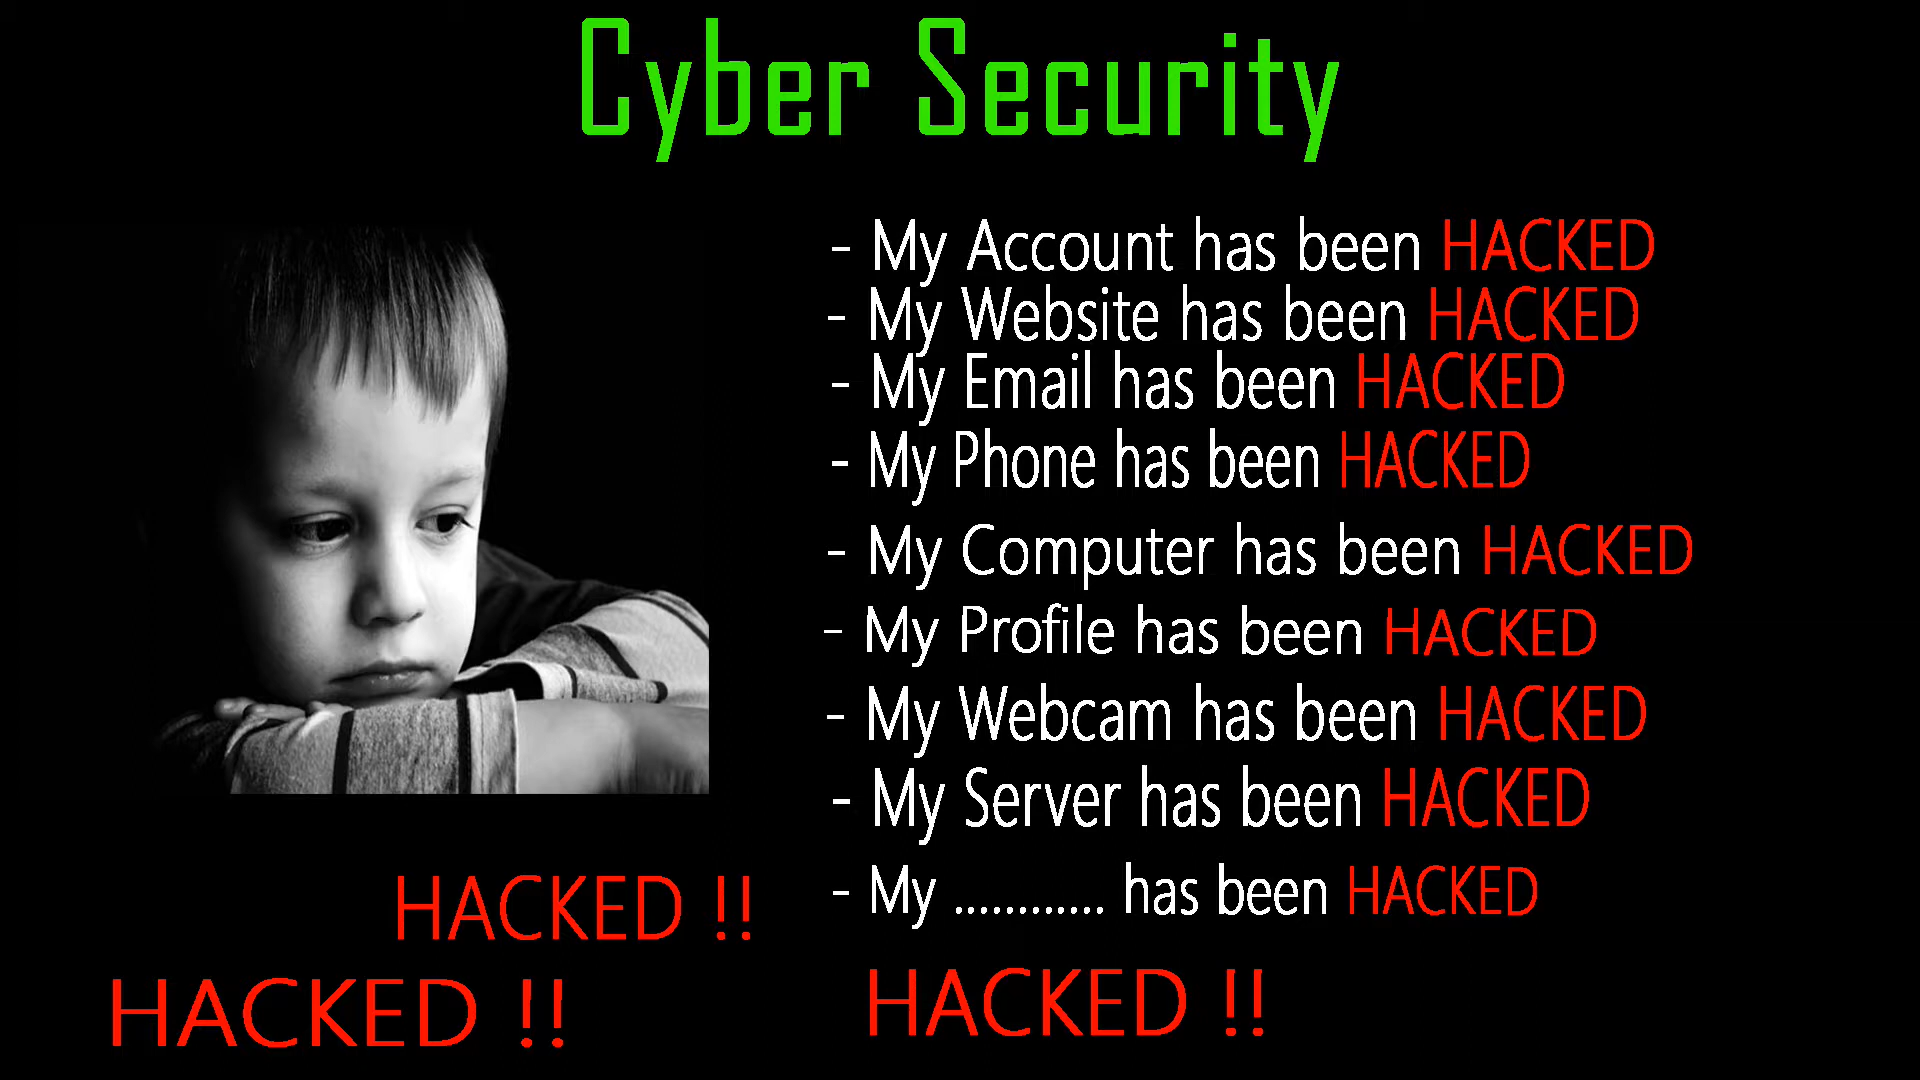 Cyber Security
- My Account has been HACKED
- My Website has been HACKED
- My Email has been HACKED
- My Phone has been HACKED
- My Computer has been HACKED
- My Profile has been HACKED
- My Webcam has been HACKED
- My Server has been HACKED
- My ............ has been HACKED
HACKED !!
HACKED !!
HACKED !!